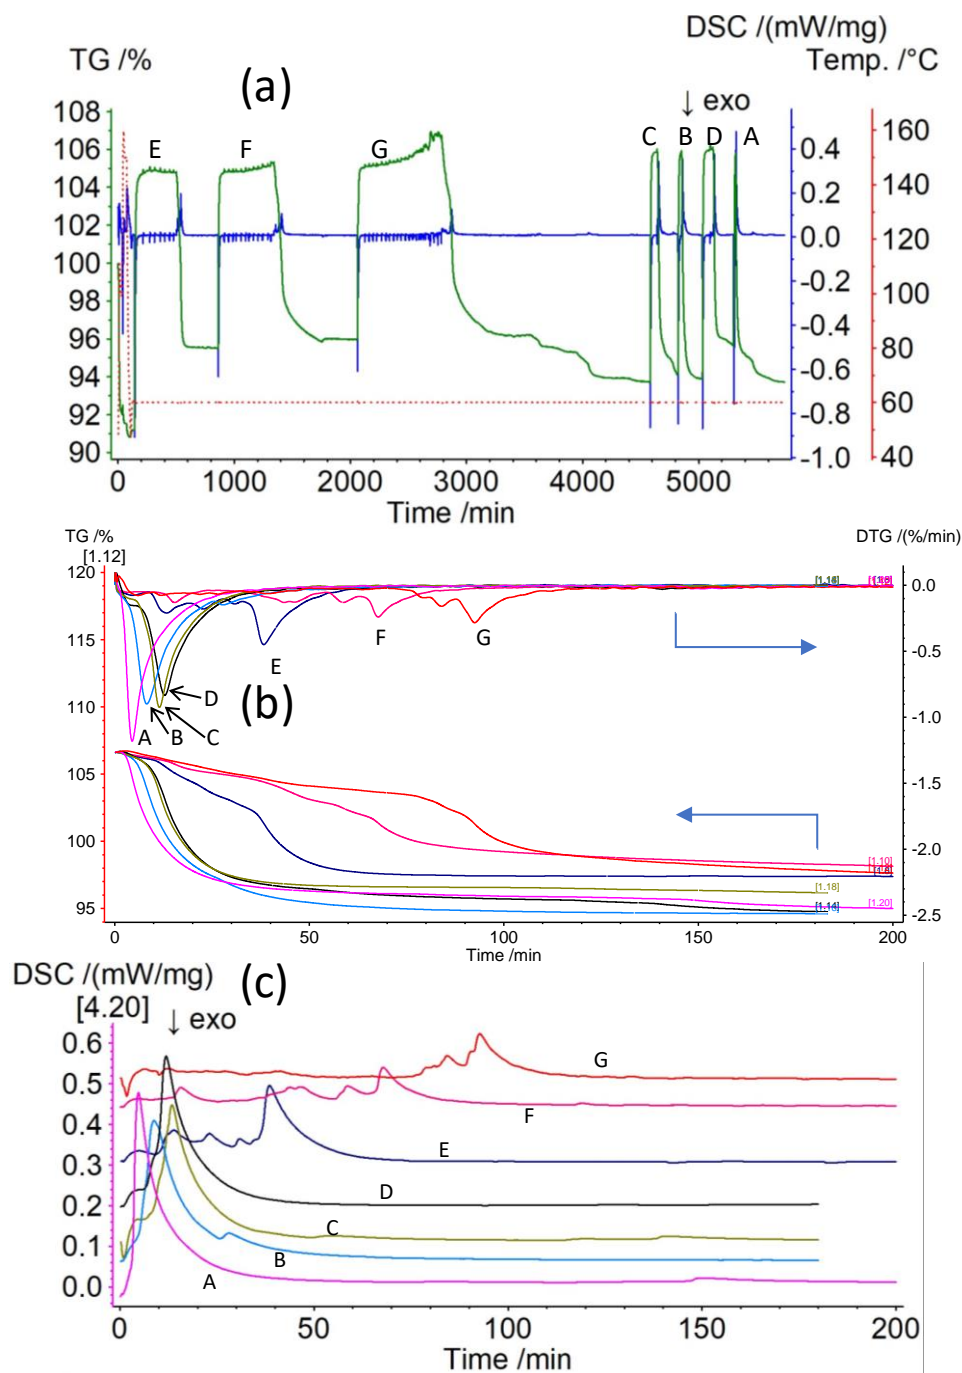 DSC /(mW/mg)
TG /%
(a)
Temp. /°C
↓ exo
108
106
104
102
100
98
96
94
92
90
E
F
G
C
B
D
A
0.4
0.2
0.0
-0.2
-0.4
-0.6
-0.8
-1.0
160
140
120
100
80
60
40
0
1000
2000
3000
4000
5000
Time /min
TG /%
DTG /(%/min)
[1.12]
120
115
110
105
100
95
0.0
-0.5
-1.0
-1.5
-2.0
-2.5
F
G
E
D
(b)
A
B
C
[1.10]
[1.18]
[1.20]
[1.14]
0
50
100
150
200
Time /min
DSC /(mW/mg)
(c)
[4.20]
↓ exo
0.6
0.5
0.4
0.3
0.2
0.1
0.0
G
F
E
D
C
B
A
0
50
100
150
200
Time /min